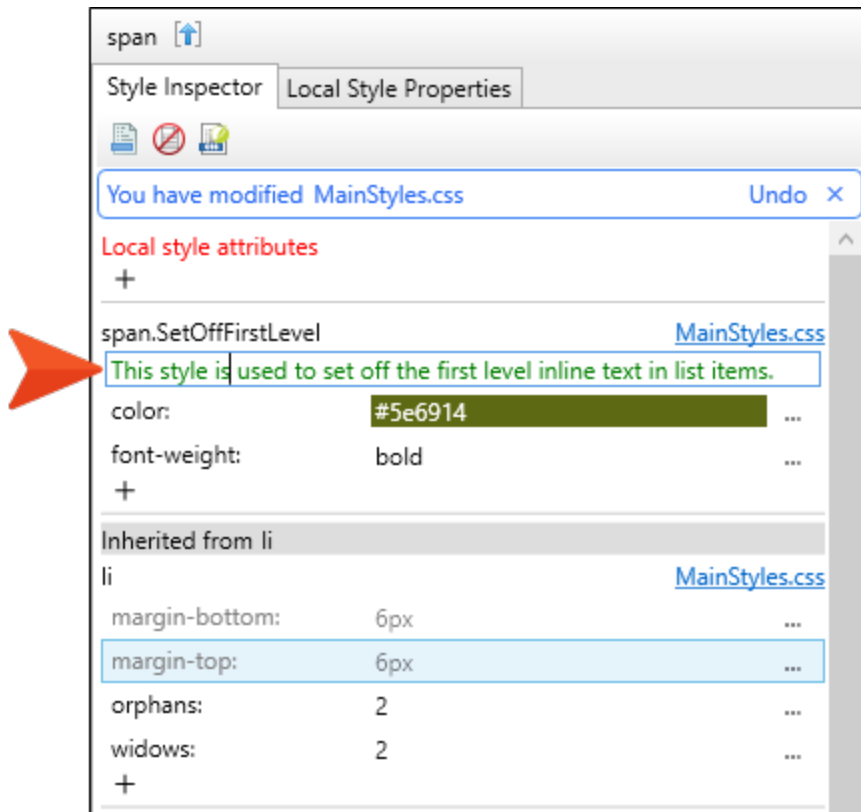 span
Style Inspector Local Style Properties
You have modified MainStyles.css Undo ×
Local style attributes
+
span.SetOffFirstLevel MainStyles.css
This style is used to set off the first level inline text in list items.
color: #5e6914 ...
font-weight: bold ...
+
Inherited from li
li MainStyles.css
margin-bottom: 6px ...
margin-top: 6px ...
orphans: 2 ...
widows: 2 ...
+